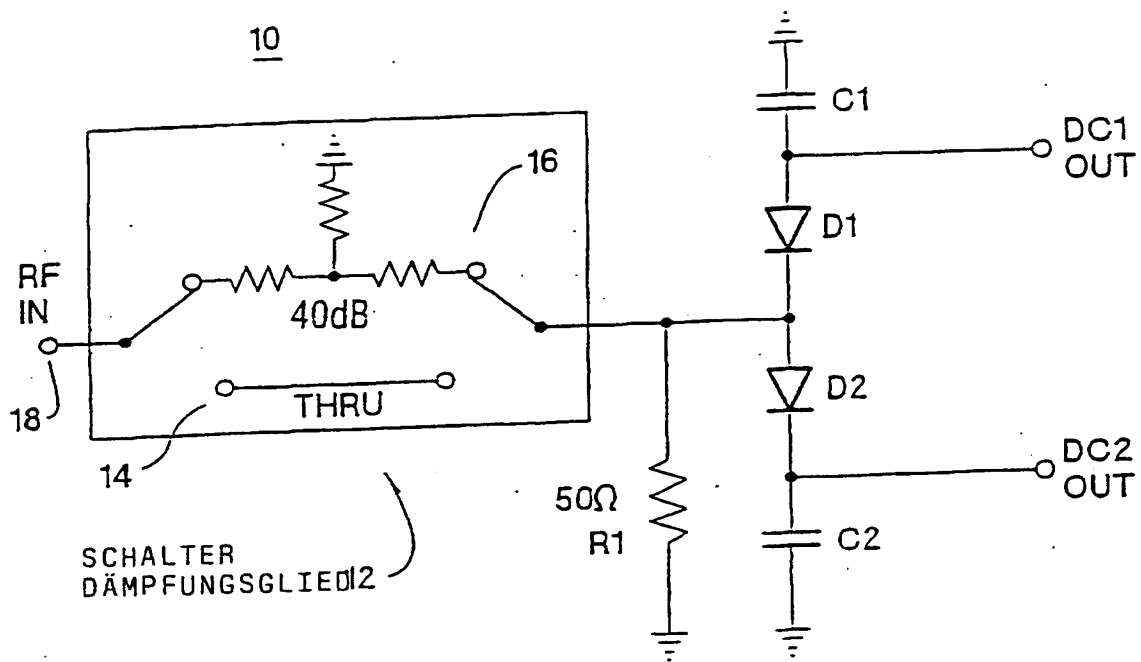 10
C1
DC1
OUT
16
D1
RF
IN
40dB
18
THRU
14
D2
DC2
OUT
50Ω
R1
C2
SCHALTER
DÄMPFUNGSGLIED12